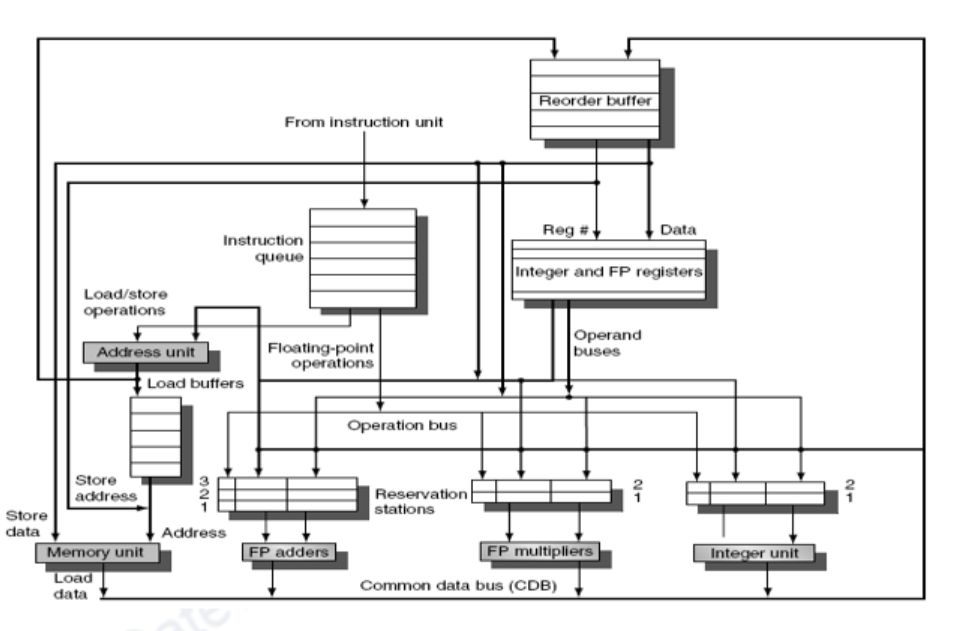 Reorder buffer
From instruction unit
Reg #
Data
Instruction
queue
Integer and FP registers
Load/store
operations
Operand
buses
Address unit
Floating-point
operations
Load buffers
Operation bus
Store
address
3
2
1
Reservation
stations
2
1
2
1
Store
data
Address
Memory unit
FP adders
FP multipliers
Integer unit
Load
data
Common data bus (CDB)